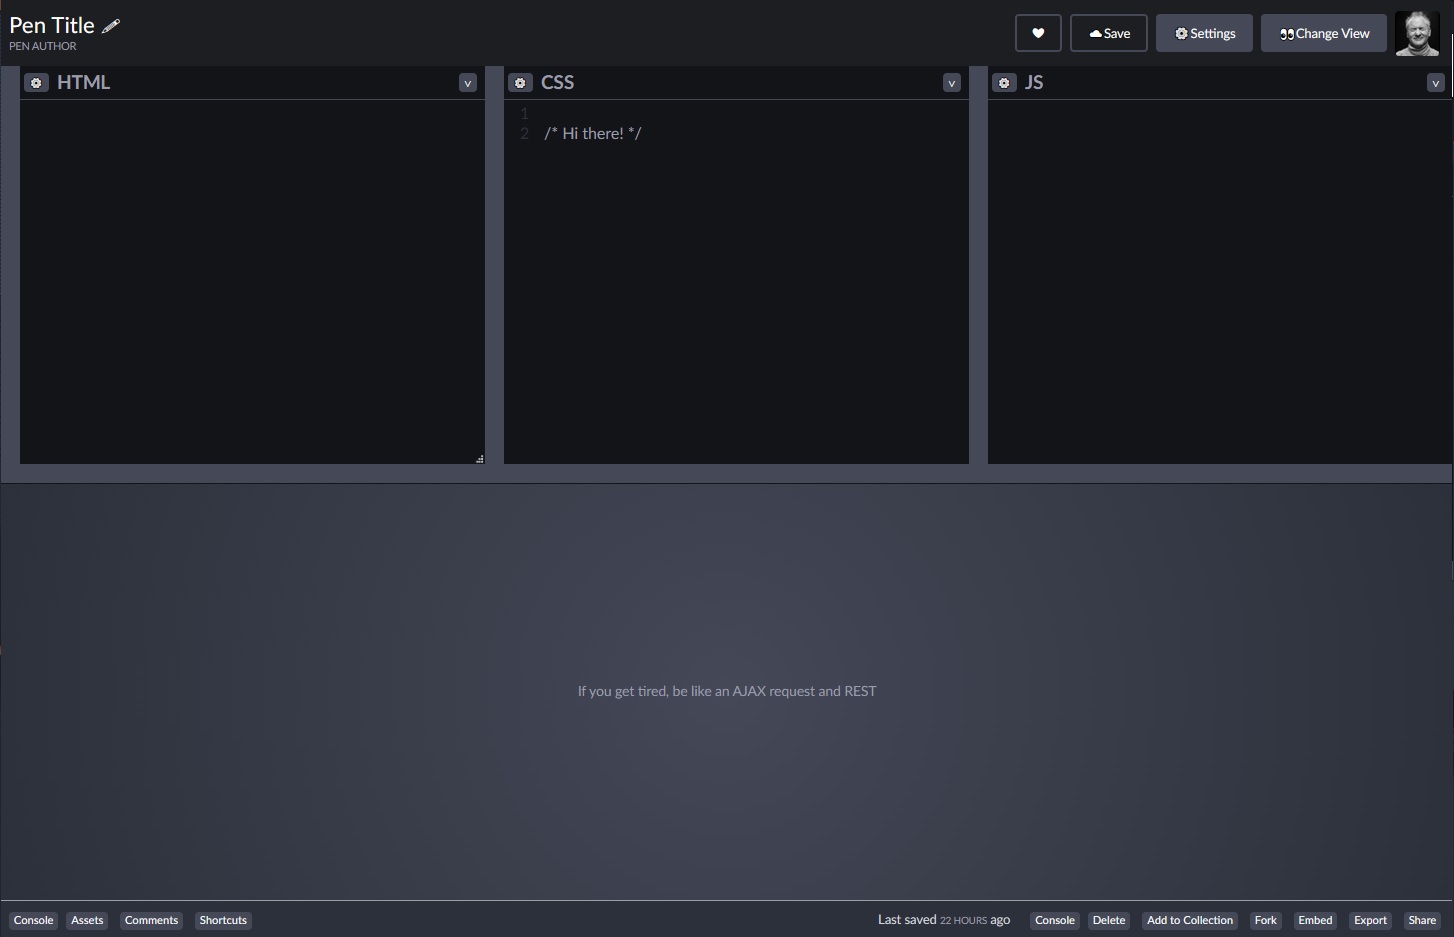 Pen Title
PEN AUTHOR
Save
Settings
Change View
HTML
v
CSS
v
JS
v
1
2 /* Hi there! */
If you get tired, be like an AJAX request and REST
Console Assets Comments Shortcuts
Last saved 22 HOURS ago
Console Delete Add to Collection Fork Embed Export Share